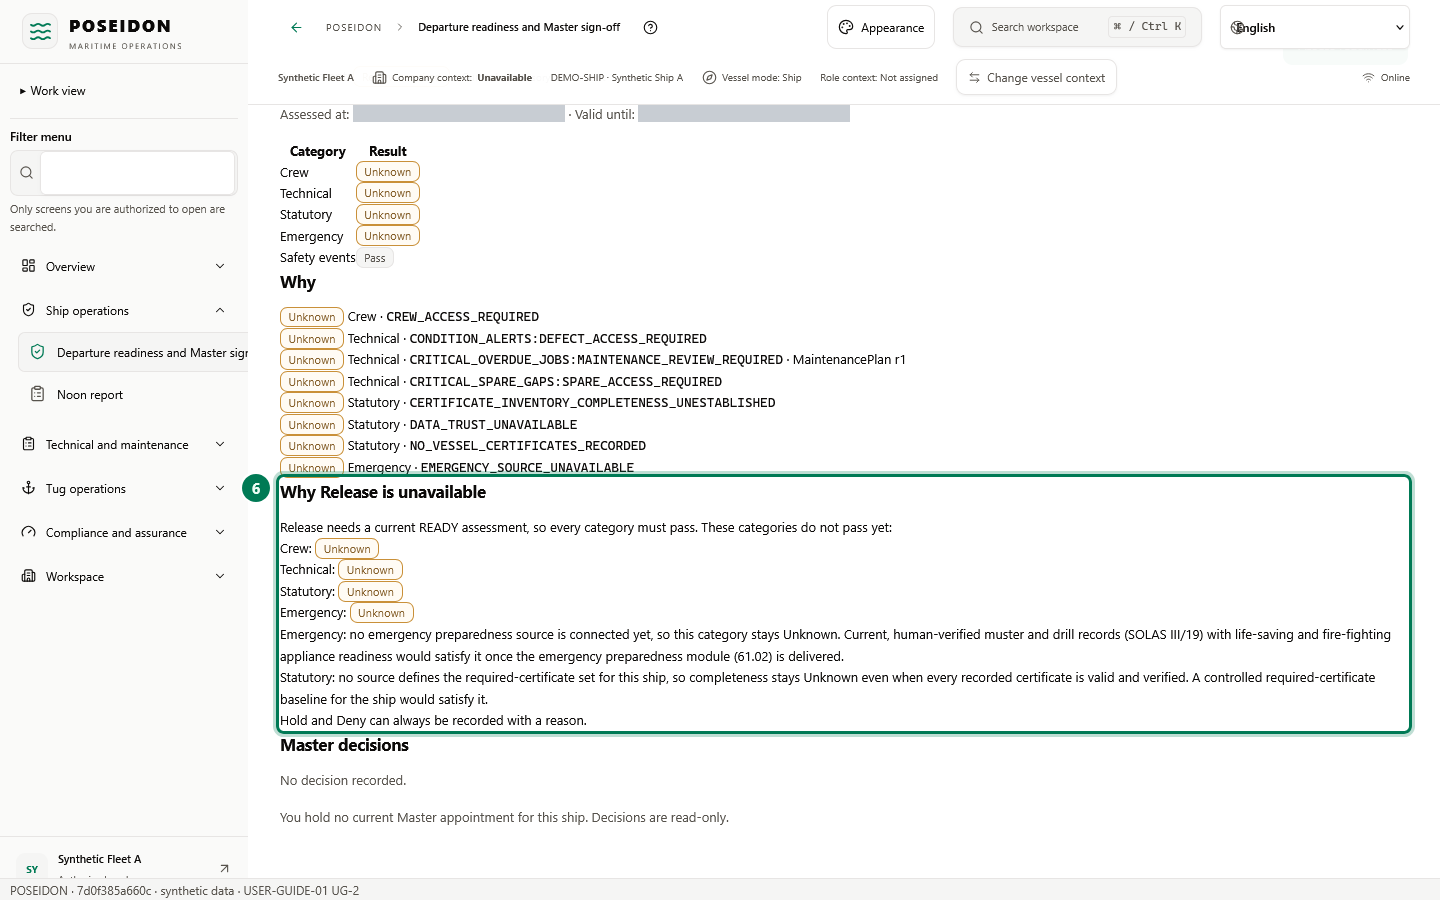 POSEIDON
MARITIME OPERATIONS
POSEIDON
Departure readiness and Master sign-off
Appearance
Search workspace
⌘ / Ctrl K
English
Synthetic Fleet A
Company context: Unavailable
DEMO-SHIP · Synthetic Ship A
Vessel mode: Ship
Role context: Not assigned
Change vessel context
Online
Work view
Filter menu
Only screens you are authorized to open are
searched.
Overview
Ship operations
Departure readiness and Master sign
Noon report
Technical and maintenance
Tug operations
Compliance and assurance
Workspace
SY
Synthetic Fleet A
Assessed at:
· Valid until:
Category Result
Crew Unknown
Technical Unknown
Statutory Unknown
Emergency Unknown
Safety events Pass
Why
Unknown Crew · CREW_ACCESS_REQUIRED
Unknown Technical · CONDITION_ALERTS:DEFECT_ACCESS_REQUIRED
Unknown Technical · CRITICAL_OVERDUE_JOBS:MAINTENANCE_REVIEW_REQUIRED · MaintenancePlan r1
Unknown Technical · CRITICAL_SPARE_GAPS:SPARE_ACCESS_REQUIRED
Unknown Statutory · CERTIFICATE_INVENTORY_COMPLETENESS_UNESTABLISHED
Unknown Statutory · DATA_TRUST_UNAVAILABLE
Unknown Statutory · NO_VESSEL_CERTIFICATES_RECORDED
Unknown Emergency · EMERGENCY_SOURCE_UNAVAILABLE
6
Why Release is unavailable
Release needs a current READY assessment, so every category must pass. These categories do not pass yet:
Crew: Unknown
Technical: Unknown
Statutory: Unknown
Emergency: Unknown
Emergency: no emergency preparedness source is connected yet, so this category stays Unknown. Current, human-verified muster and drill records (SOLAS III/19) with life-saving and fire-fighting
appliance readiness would satisfy it once the emergency preparedness module (61.02) is delivered.
Statutory: no source defines the required-certificate set for this ship, so completeness stays Unknown even when every recorded certificate is valid and verified. A controlled required-certificate
baseline for the ship would satisfy it.
Hold and Deny can always be recorded with a reason.
Master decisions
No decision recorded.
You hold no current Master appointment for this ship. Decisions are read-only.
POSEIDON · 7d0f385a660c · synthetic data · USER-GUIDE-01 UG-2